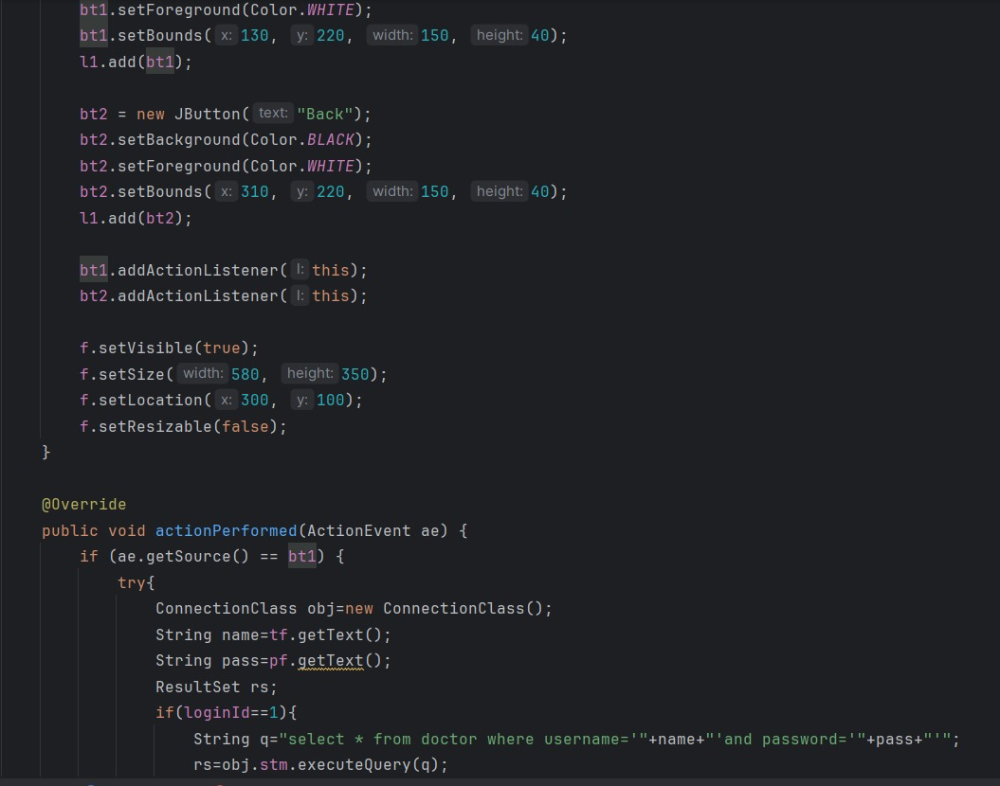 bt1.setForeground(Color.WHITE);
bt1.setBounds( x: 130, y: 220, width: 150, height: 40);
l1.add(bt1);
bt2 = new JButton( text: "Back");
bt2.setBackground(Color.BLACK);
bt2.setForeground(Color.WHITE);
bt2.setBounds( x: 310, y: 220, width: 150, height: 40);
l1.add(bt2);
bt1.addActionListener( l: this);
bt2.addActionListener( l: this);
f.setVisible(true);
f.setSize( width: 580, height: 350);
f.setLocation( x: 300, y: 100);
f.setResizable(false);
}
@Override
public void actionPerformed(ActionEvent ae) {
if (ae.getSource() == bt1) {
try{
ConnectionClass obj=new ConnectionClass();
String name=tf.getText();
String pass=pf.getText();
ResultSet rs;
if(loginId==1){
String q="select * from doctor where username='"+name+"'and password='"+pass+"'";
rs=obj.stm.executeQuery(q);